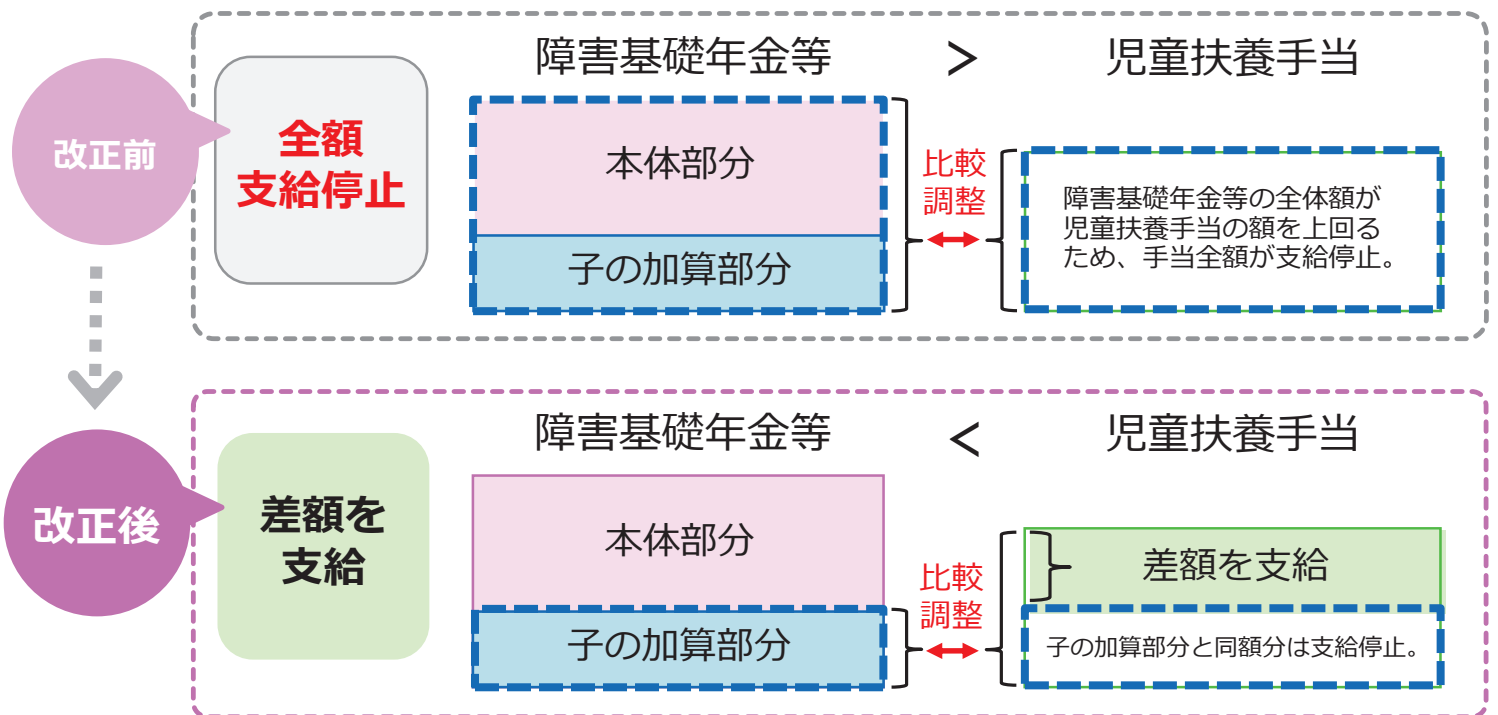 改正前
全額
支給停止
障害基礎年金等 > 児童扶養手当
本体部分
子の加算部分
比較
調整
障害基礎年金等の全体額が
児童扶養手当の額を上回る
ため、手当全額が支給停止。
改正後
差額を
支給
障害基礎年金等 < 児童扶養手当
本体部分
子の加算部分
比較
調整
差額を支給
子の加算部分と同額分は支給停止。